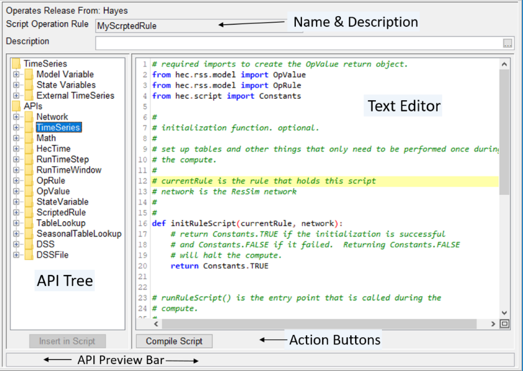 Operates Release From: Hayes
Script Operation Rule MyScrptedRule
Name & Description
Description
TimeSeries
Model Variable
State Variables
External TimeSeries
APIs
Network
TimeSeries
Math
HecTime
RunTimeStep
RunTimeWindow
OpRule
OpValue
StateVariable
ScriptedRule
TableLookup
SeasonalTableLookup
DSS
DSSFile
API Tree
Insert in Script
1 # required imports to create the OpValue return object.
2 from hec.rss.model import OpValue
3 from hec.rss.model import OpRule
4 from hec.script import Constants
5
6 #
7 # initialization function. optional.
8 #
9 # set up tables and other things that only need to be performed once during
10 # the compute.
11 #
12 # currentRule is the rule that holds this script
13 # network is the ResSim network
14 #
15 #
16 def initRuleScript(currentRule, network):
17 # return Constants.TRUE if the initialization is successful
18 # and Constants.FALSE if it failed. Returning Constants.FALSE
19 # will halt the compute.
20 return Constants.TRUE
21
22
23 # runRuleScript() is the entry point that is called during the
24 # compute.
25 #
Text Editor
Compile Script
Action Buttons
API Preview Bar